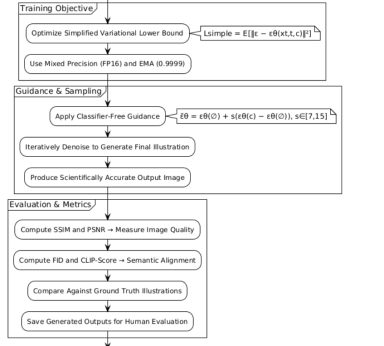 Training Objective
Optimize Simplified Variational Lower Bound
Lsimple = E[‖ε − εθ(xt,t,c)‖²]
Use Mixed Precision (FP16) and EMA (0.9999)
Guidance & Sampling
Apply Classifier-Free Guidance
ε̃θ = εθ(∅) + s(εθ(c) − εθ(∅)), s∈[7,15]
Iteratively Denoise to Generate Final Illustration
Produce Scientifically Accurate Output Image
Evaluation & Metrics
Compute SSIM and PSNR → Measure Image Quality
Compute FID and CLIP-Score → Semantic Alignment
Compare Against Ground Truth Illustrations
Save Generated Outputs for Human Evaluation